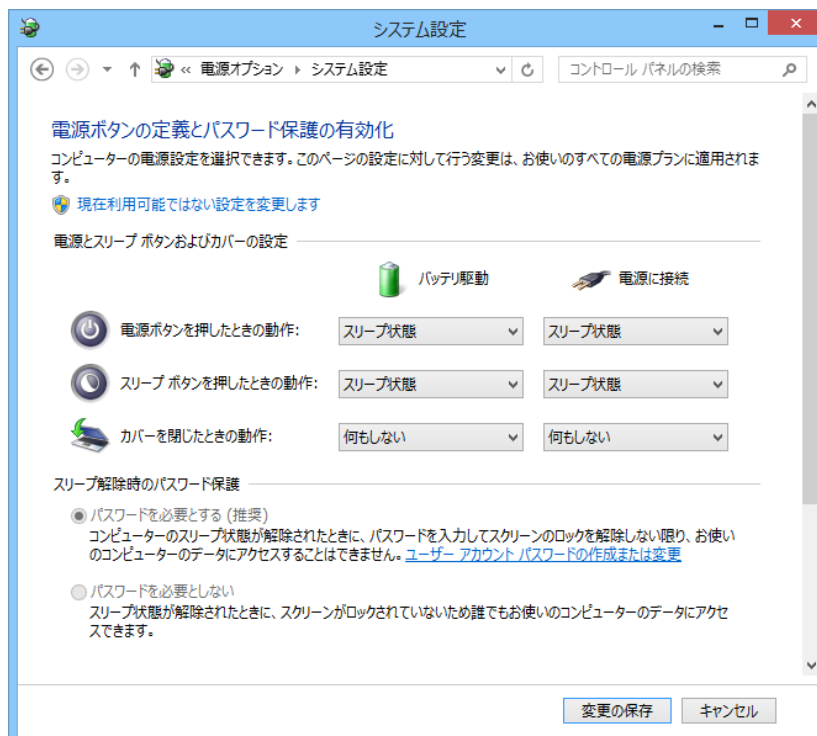 システム設定
« 電源オプション ▸ システム設定
コントロール パネルの検索
電源ボタンの定義とパスワード保護の有効化
コンピューターの電源設定を選択できます。このページの設定に対して行う変更は、お使いのすべての電源プランに適用されま
す。
現在利用可能ではない設定を変更します
電源とスリープ ボタンおよびカバーの設定
バッテリ駆動 電源に接続
電源ボタンを押したときの動作: スリープ状態 スリープ状態
スリープ ボタンを押したときの動作: スリープ状態 スリープ状態
カバーを閉じたときの動作: 何もしない 何もしない
スリープ解除時のパスワード保護
パスワードを必要とする (推奨)
コンピューターのスリープ状態が解除されたときに、パスワードを入力してスクリーンのロックを解除しない限り、お使い
のコンピューターのデータにアクセスすることはできません。ユーザー アカウント パスワードの作成または変更
パスワードを必要としない
スリープ状態が解除されたときに、スクリーンがロックされていないため誰でもお使いのコンピューターのデータにアクセ
スできます。
変更の保存 キャンセル